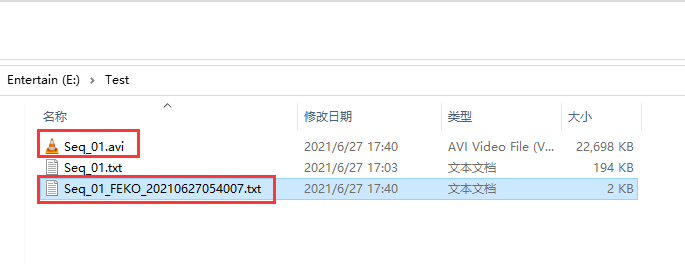 Entertain (E:) > Test
名称 修改日期 类型 大小
Seq_01.avi 2021/6/27 17:40 AVI Video File (V... 22,698 KB
Seq_01.txt 2021/6/27 17:03 文本文档 194 KB
Seq_01_FEKO_20210627054007.txt 2021/6/27 17:40 文本文档 2 KB